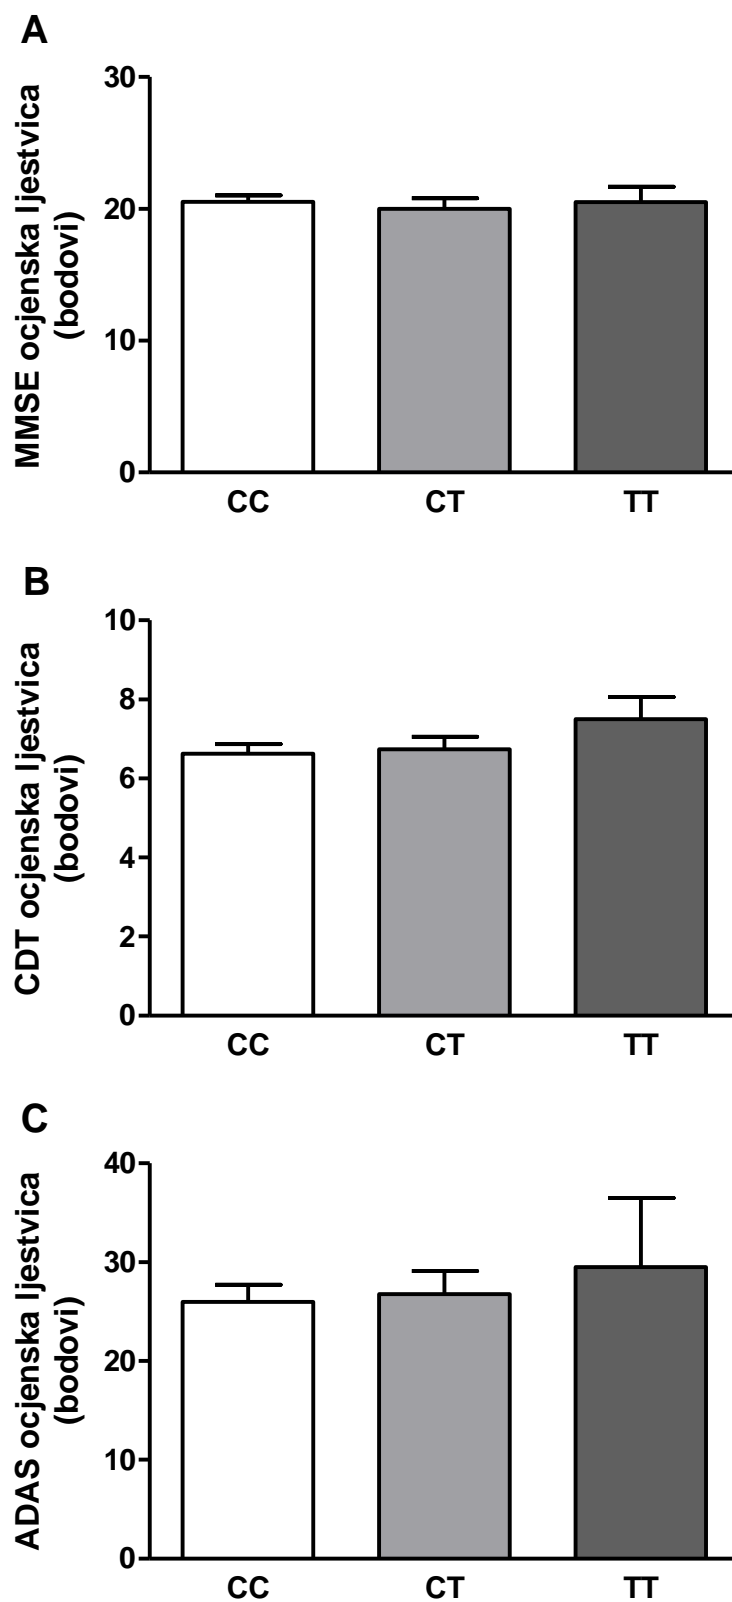 A
MMSE ocjenska ljestvica
(bodovi)
30
20
10
0
CC CT TT
B
CDT ocjenska ljestvica
(bodovi)
10
8
6
4
2
0
CC CT TT
C
ADAS ocjenska ljestvica
(bodovi)
40
30
20
10
0
CC CT TT